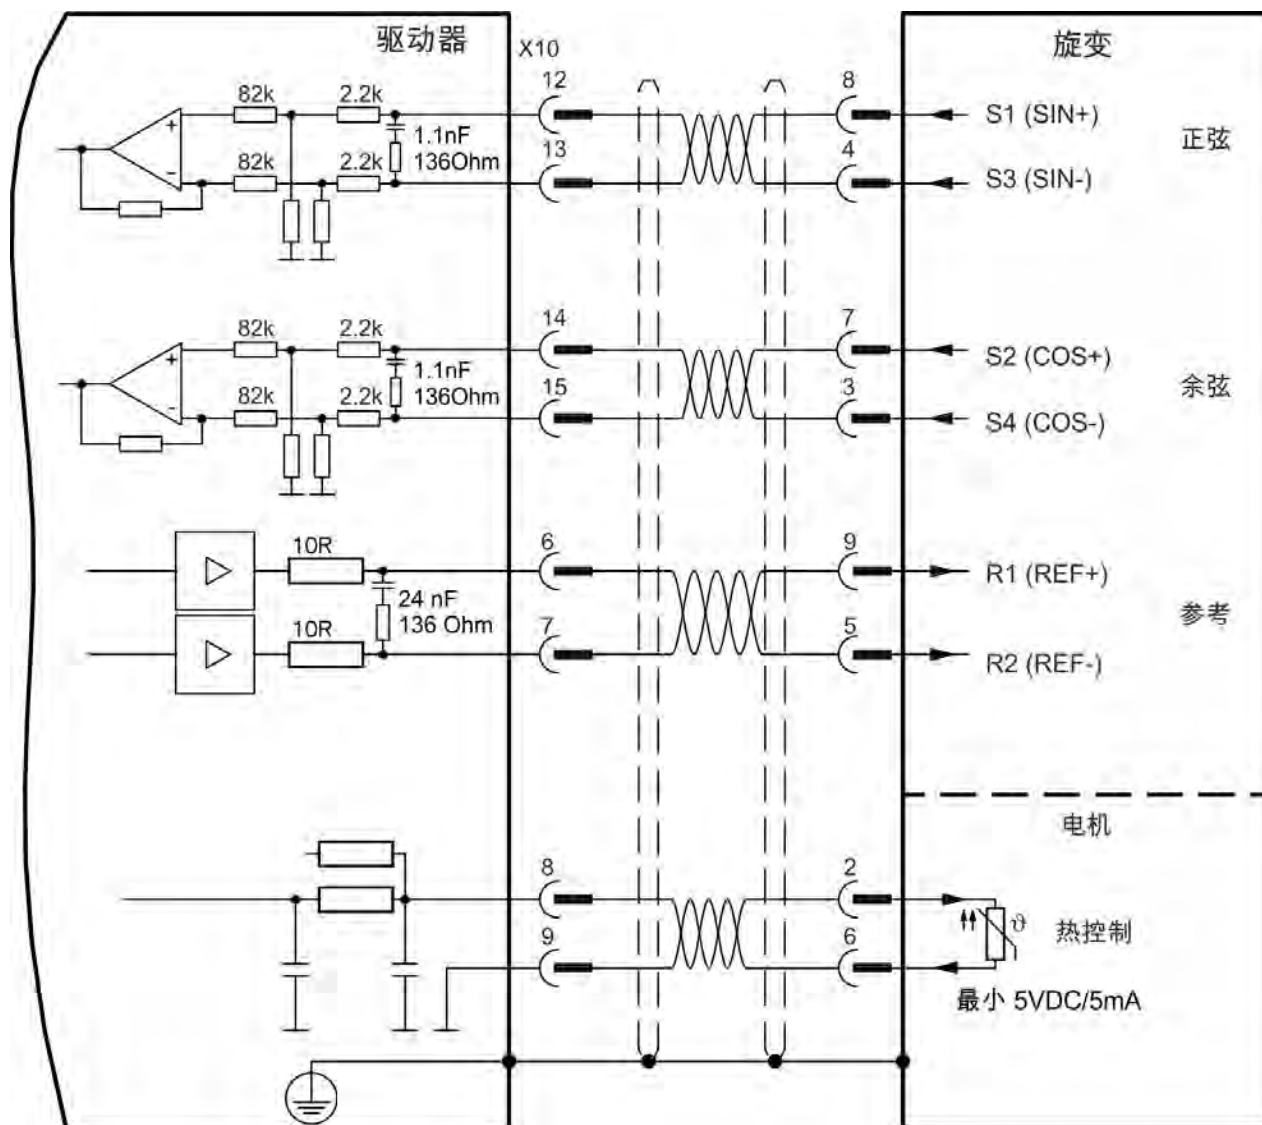 驱动器
X10
旋变
82k
2.2k
12
8
S1 (SIN+)
1.1nF
136Ohm
正弦
82k
2.2k
13
4
S3 (SIN-)
+
-
82k
2.2k
14
7
S2 (COS+)
1.1nF
136Ohm
余弦
82k
2.2k
15
3
S4 (COS-)
+
-
10R
6
9
R1 (REF+)
24 nF
136 Ohm
参考
10R
7
5
R2 (REF-)
电机
8
2
ϑ
热控制
9
6
最小 5VDC/5mA